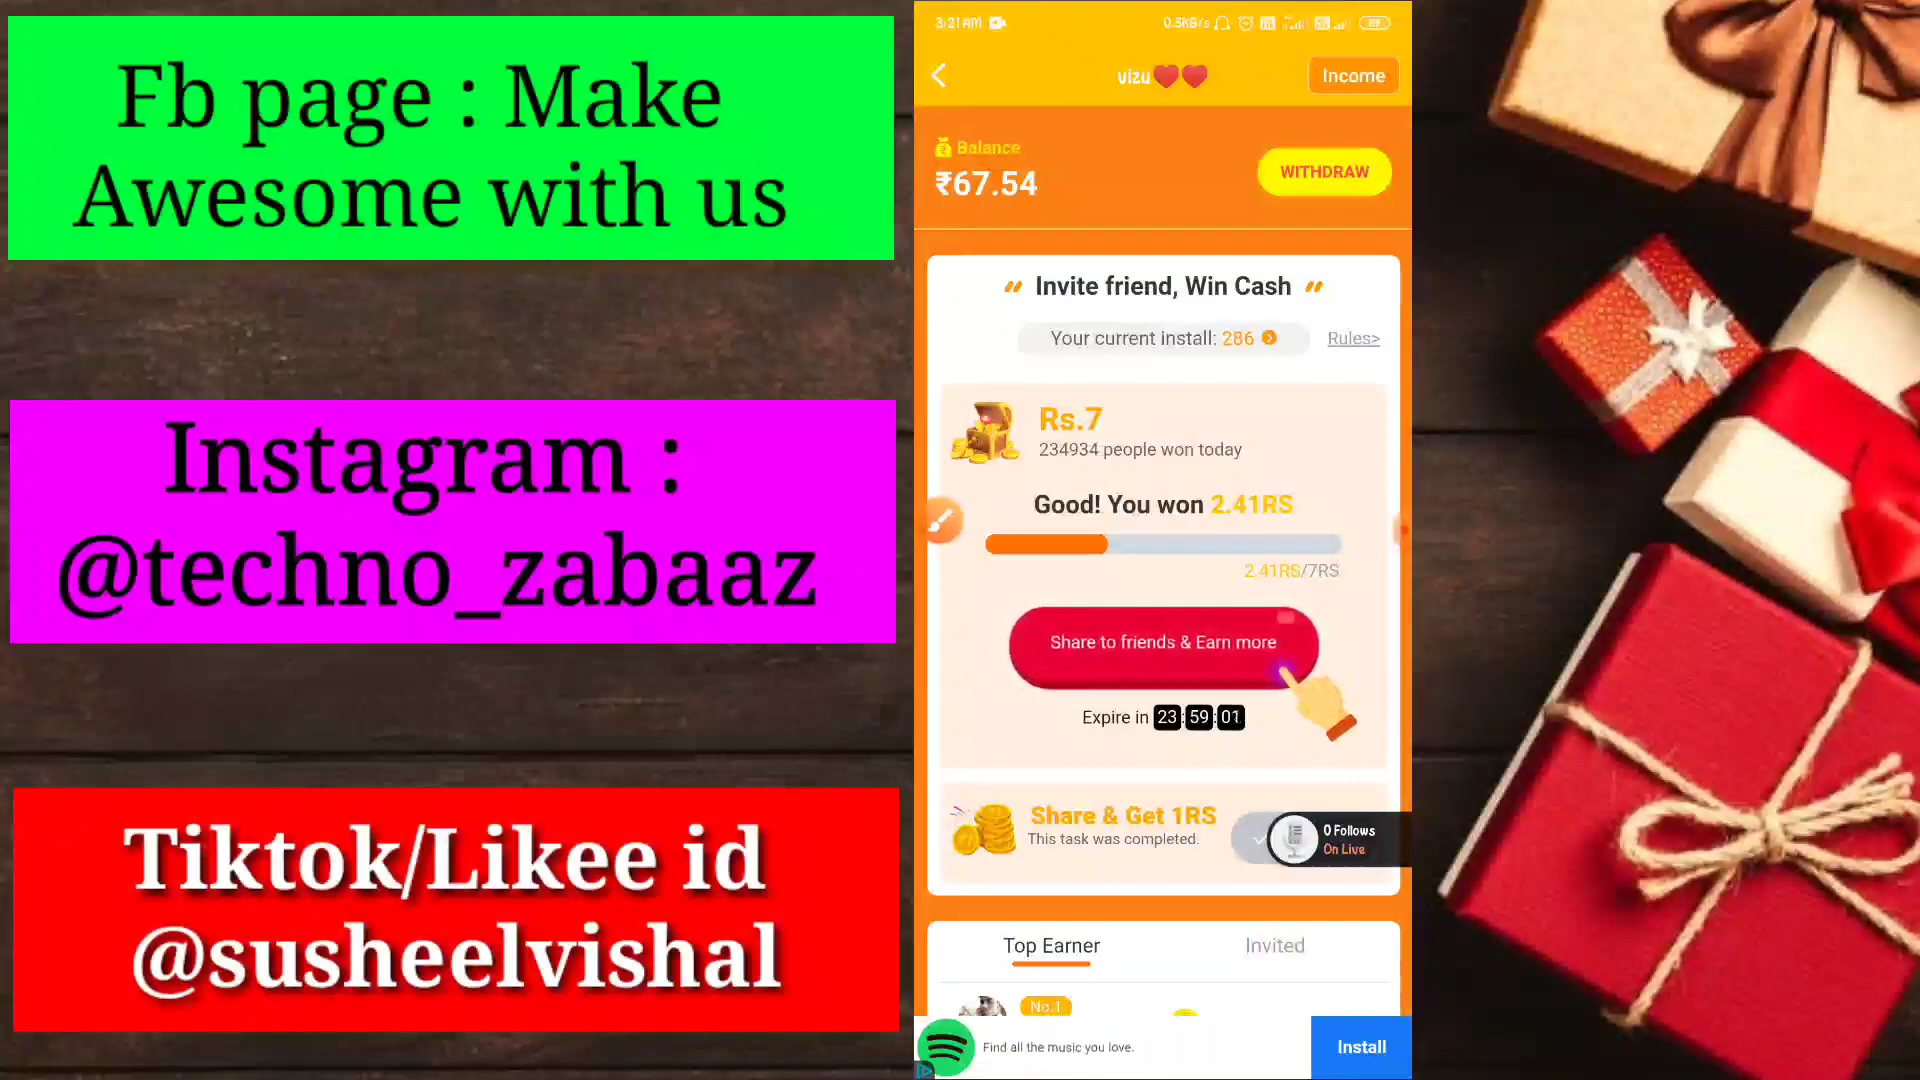 Fb page : Make
Awesome with us
Instagram :
@techno_zabaaz
Tiktok/Likee id
@susheelvishal
3:21AM
0.5KB/s
89
vizu❤❤
Income
Balance
₹67.54
WITHDRAW
Invite friend, Win Cash
Your current install: 286
Rules>
Rs.7
234934 people won today
Good! You won 2.41RS
2.41RS/7RS
Share to friends & Earn more
Expire in 23:59:01
Share & Get 1RS
This task was completed.
0 Follows
On Live
Top Earner
Invited
No.1
Find all the music you love.
Install